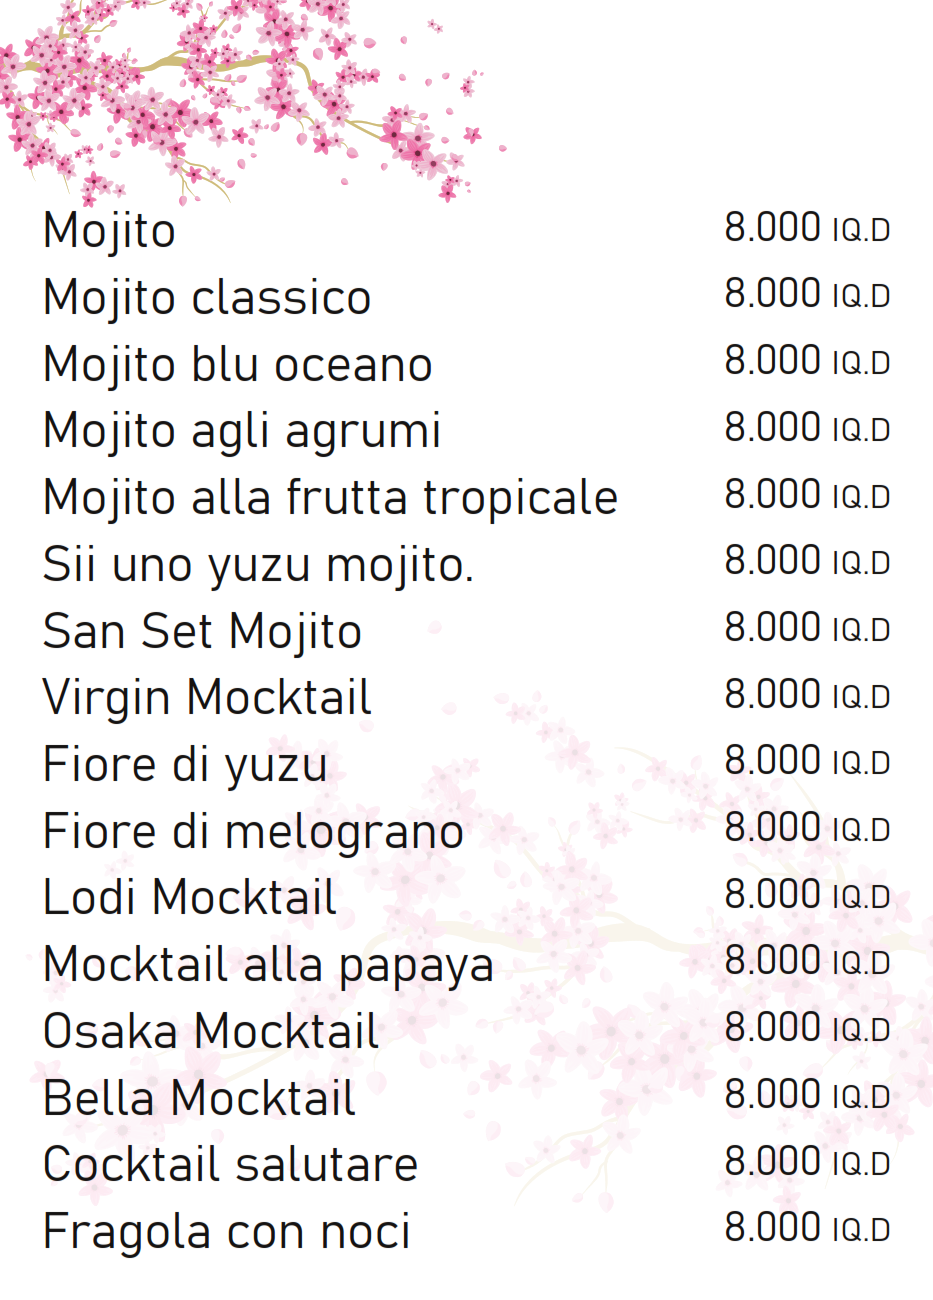 Mojito 8.000 IQ.D
Mojito classico 8.000 IQ.D
Mojito blu oceano 8.000 IQ.D
Mojito agli agrumi 8.000 IQ.D
Mojito alla frutta tropicale 8.000 IQ.D
Sii uno yuzu mojito. 8.000 IQ.D
San Set Mojito 8.000 IQ.D
Virgin Mocktail 8.000 IQ.D
Fiore di yuzu 8.000 IQ.D
Fiore di melograno 8.000 IQ.D
Lodi Mocktail 8.000 IQ.D
Mocktail alla papaya 8.000 IQ.D
Osaka Mocktail 8.000 IQ.D
Bella Mocktail 8.000 IQ.D
Cocktail salutare 8.000 IQ.D
Fragola con noci 8.000 IQ.D